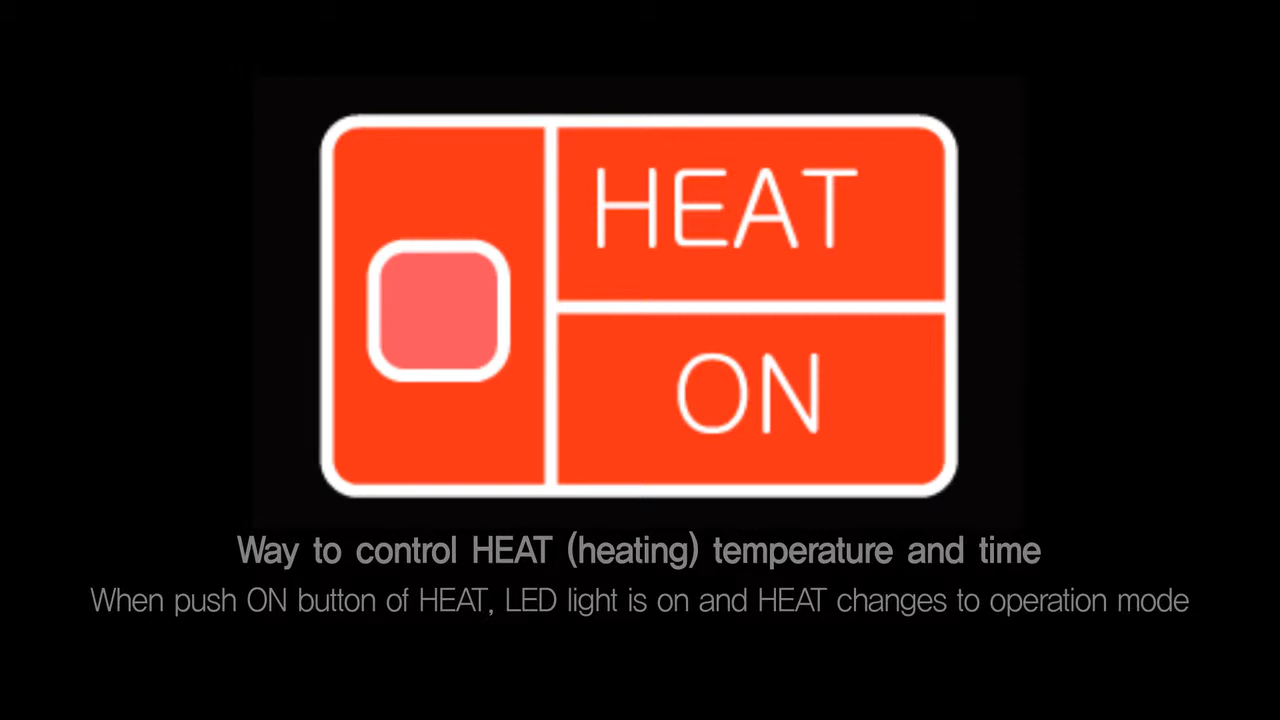 HEAT
ON
Way to control HEAT (heating) temperature and time
When push ON button of HEAT, LED light is on and HEAT changes to operation mode